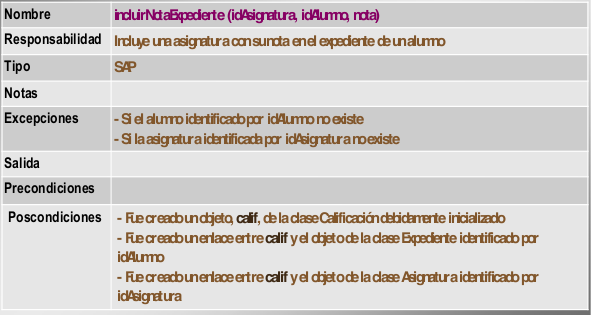 Nombre incluirNotaExpediente (idAsignatura, idAlumno, nota)
Responsabilidad Incluye una asignatura con su nota en el expediente de un alumno
Tipo SAP
Notas
Excepciones - Si el alumno identificado por idAlumno no existe
- Si la asignatura identificada por idAsignatura no existe
Salida
Precondiciones
Poscondiciones - Fue creado un objeto, calif, de la clase Calificación debidamente inicializado
- Fue creado un enlace entre calif y el objeto de la clase Expediente identificado por
idAlumno
- Fue creado un enlace entre calif y el objeto de la clase Asignatura identificado por
idAsignatura